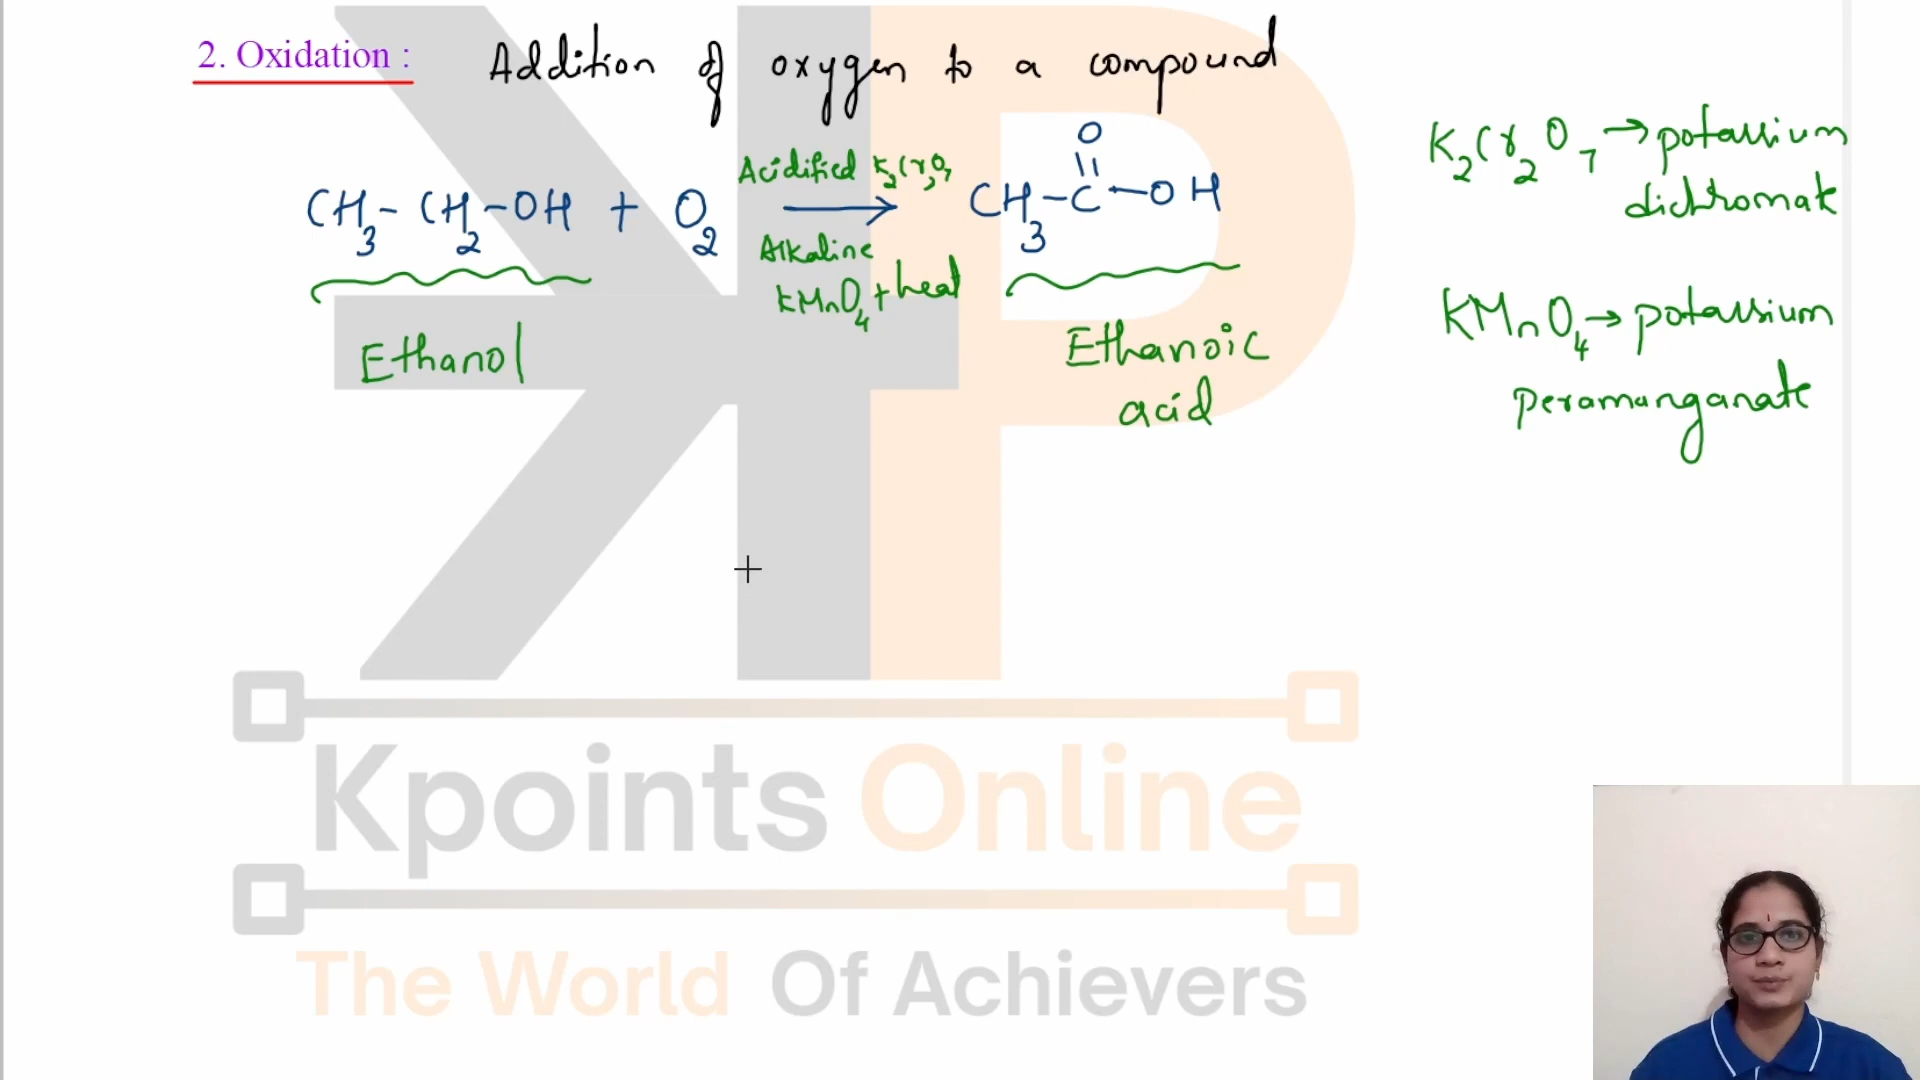 2. Oxidation : Addition of oxygen to a compound
K₂Cr₂O₇ → potassium
dichromate
Acidified K₂Cr₂O₇
O
CH₃-CH₂-OH + O₂ → CH₃-C-OH
Alkaline
KMnO₄+heat
Ethanol
Ethanoic
acid
KMnO₄→ potassium
peramanganate
Kpoints Online
The World Of Achievers